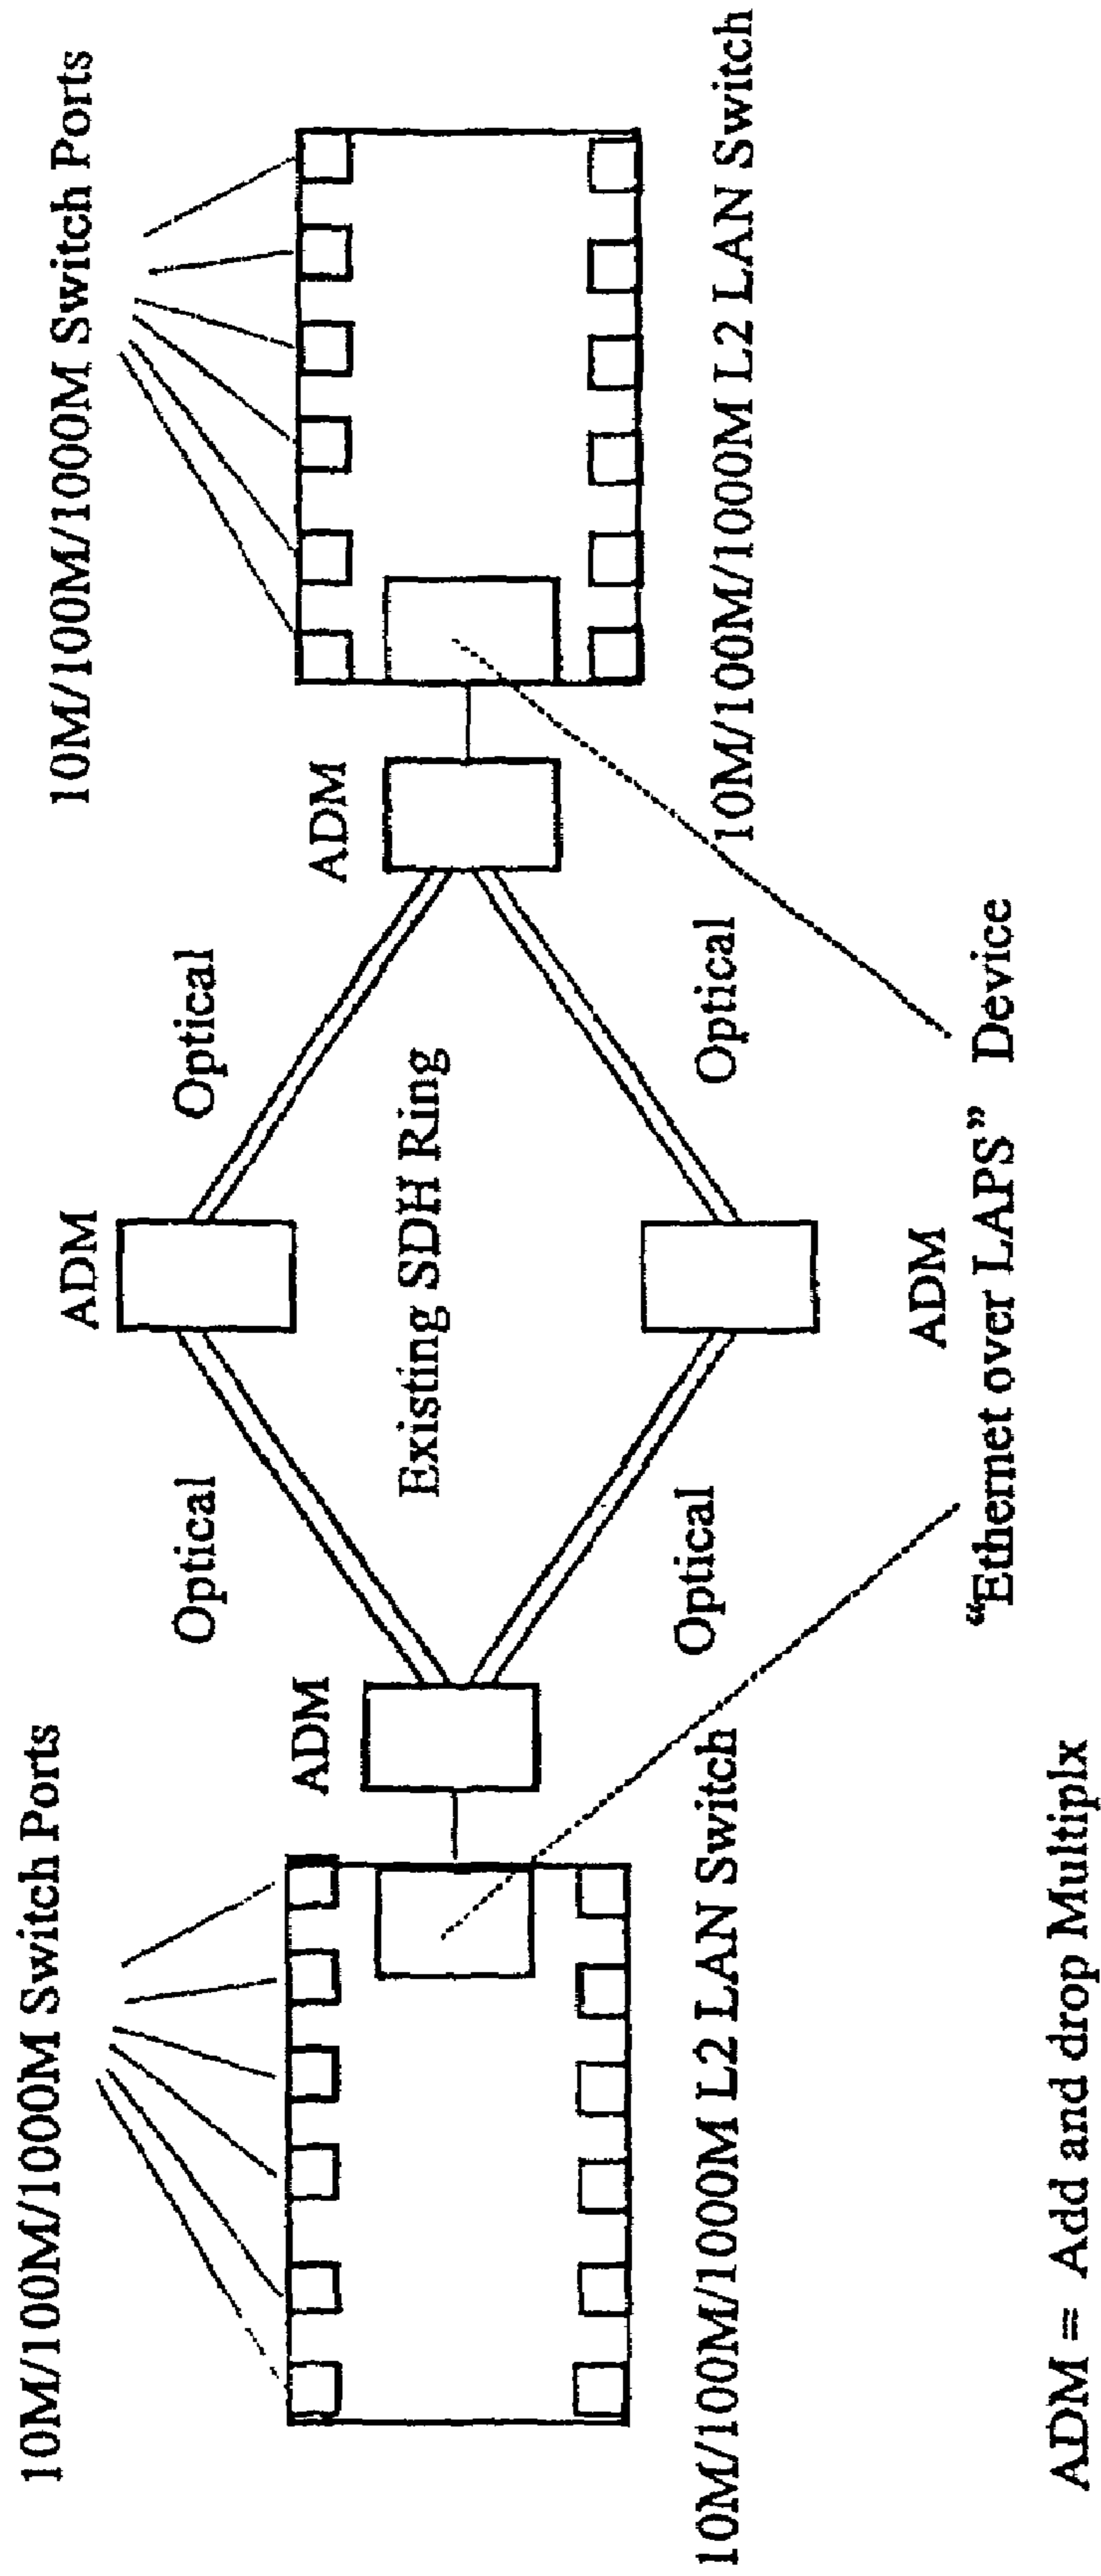 10M/100M/1000M Switch Ports
10M/100M/1000M Switch Ports
ADM
Optical
Optical
ADM
ADM
Existing SDH Ring
Optical
Optical
10M/100M/1000M L2 LAN Switch
10M/100M/1000M L2 LAN Switch
ADM
“Ethernet over LAPS” Device
ADM = Add and drop Multiplx